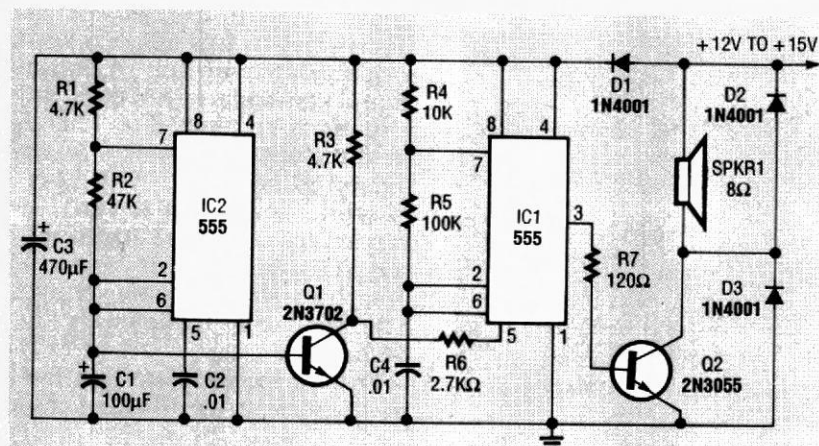 +12V TO +15V
R1
4.7K
8
4
R4
10K
8
4
D1
1N4001
D2
1N4001
7
R3
4.7K
7
SPKR1
8Ω
R2
47K
IC2
555
R5
100K
IC1
555
3
C3
470µF
+
R7
120Ω
2
6
Q1
2N3702
2
6
D3
1N4001
5
1
5
1
+
C1
100µF
C2
.01
C4
.01
R6
2.7KΩ
Q2
2N3055